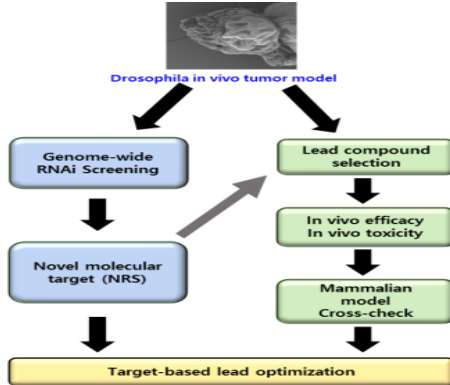 Drosophila in vivo tumor model
Genome-wide
RNAi Screening
Novel molecular
target (NRS)
Lead compound
selection
In vivo efficacy
In vivo toxicity
Mammalian
model
Cross-check
Target-based lead optimization